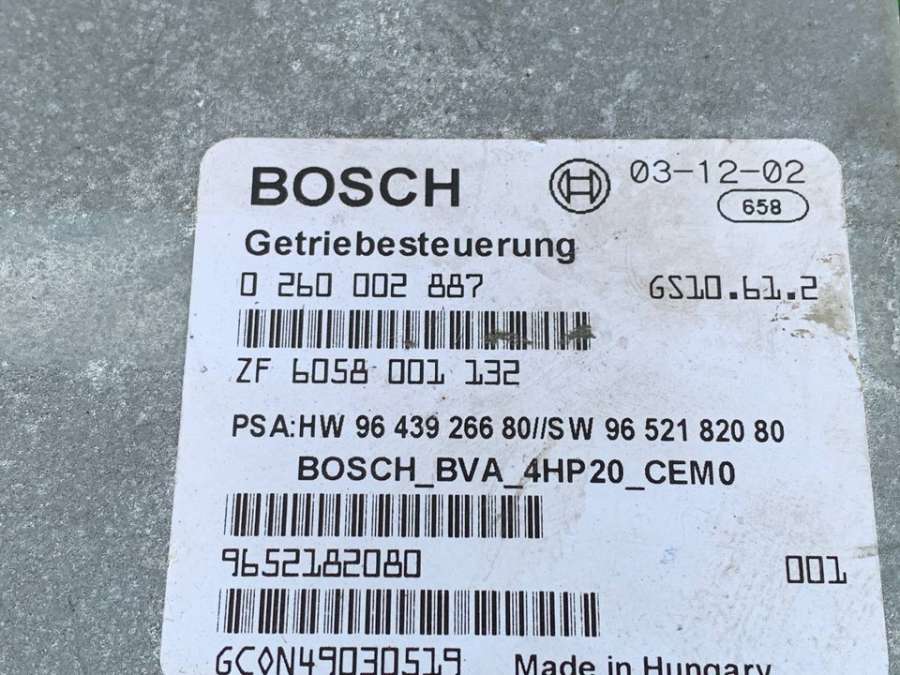 BOSCH 03-12-02
658
Getriebesteuerung
0 260 002 887 GS10.61.2
ZF 6058 001 132
PSA:HW 96 439 266 80//SW 96 521 820 80
BOSCH_BVA_4HP20_CEM0
9652182080 001
GC0N49030519 Made in Hungary